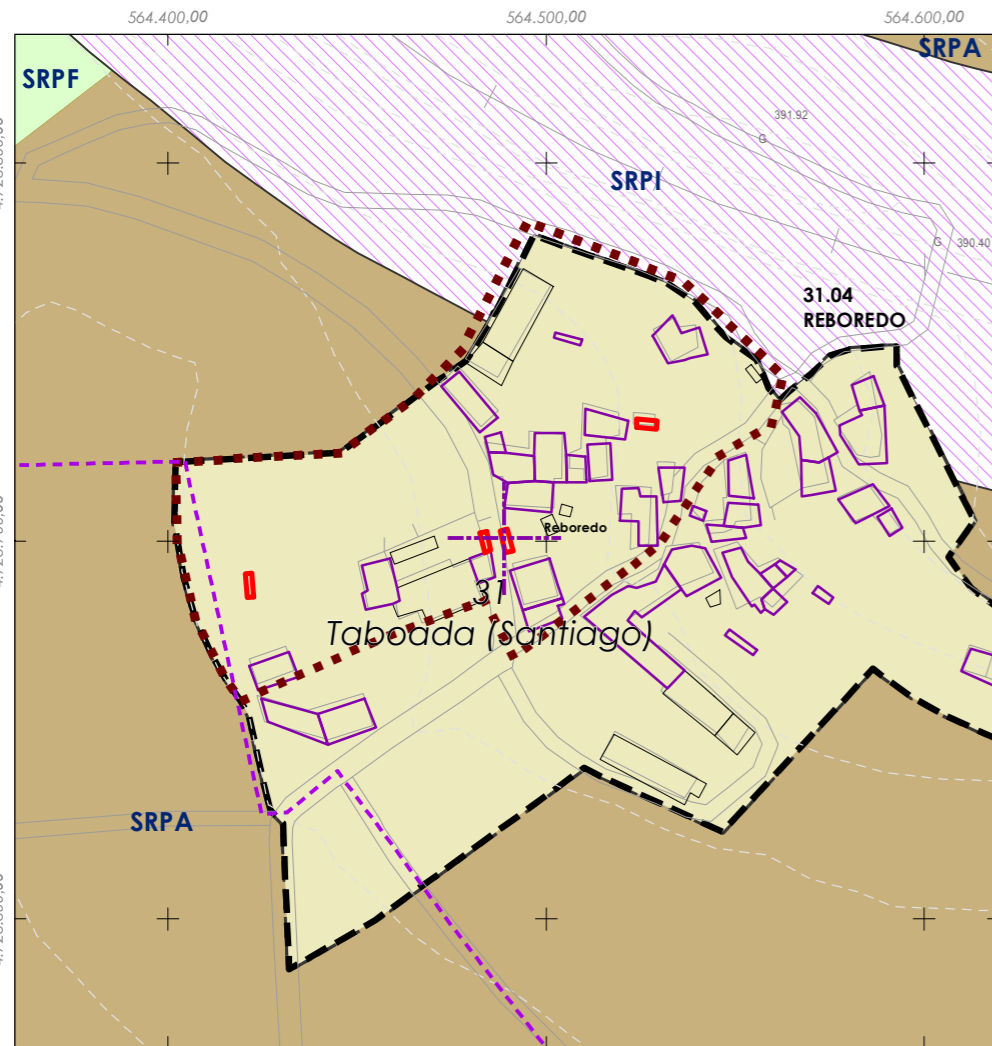 564.400,00 564.500,00 564.600,00
SRPA
SRPF
391.92
G
SRPI
G 390.40
31.04
REBOREDO
Reboredo
31
Taboada (Santiago)
SRPA